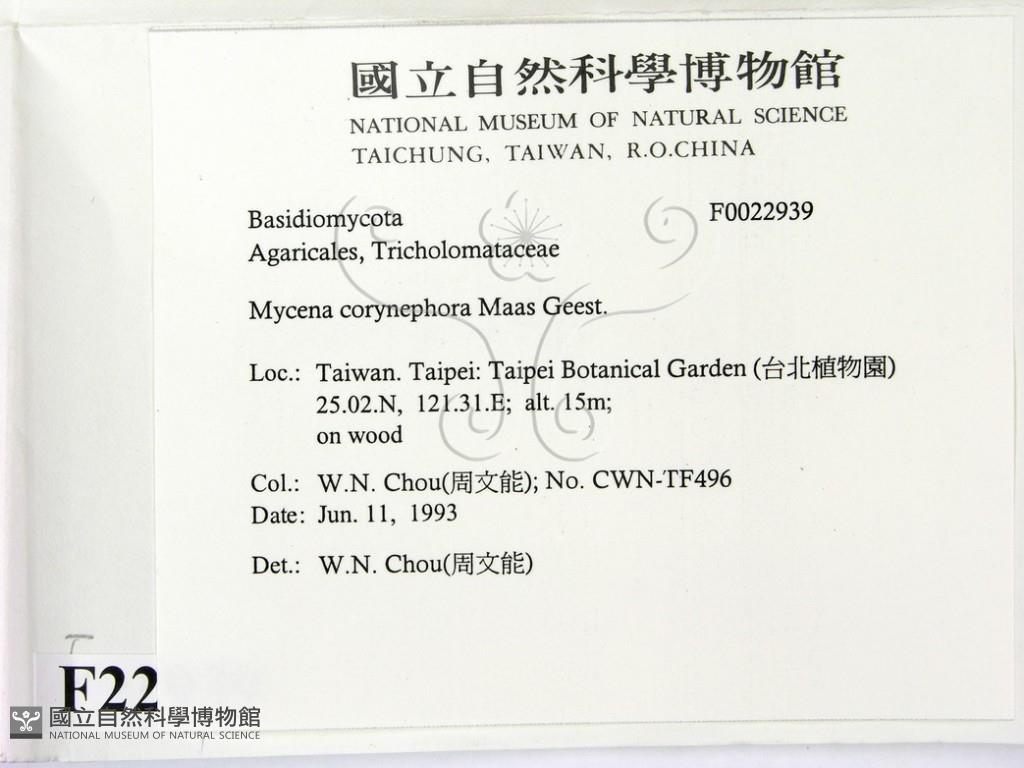 國立自然科學博物館
NATIONAL MUSEUM OF NATURAL SCIENCE
TAICHUNG, TAIWAN, R.O.CHINA
Basidiomycota F0022939
Agaricales, Tricholomataceae
Mycena corynephora Maas Geest.
Loc.: Taiwan. Taipei: Taipei Botanical Garden (台北植物園)
25.02.N, 121.31.E; alt. 15m;
on wood
Col.: W.N. Chou(周文能); No. CWN-TF496
Date: Jun. 11, 1993
Det.: W.N. Chou(周文能)
T
F22
國立自然科學博物館
NATIONAL MUSEUM OF NATURAL SCIENCE